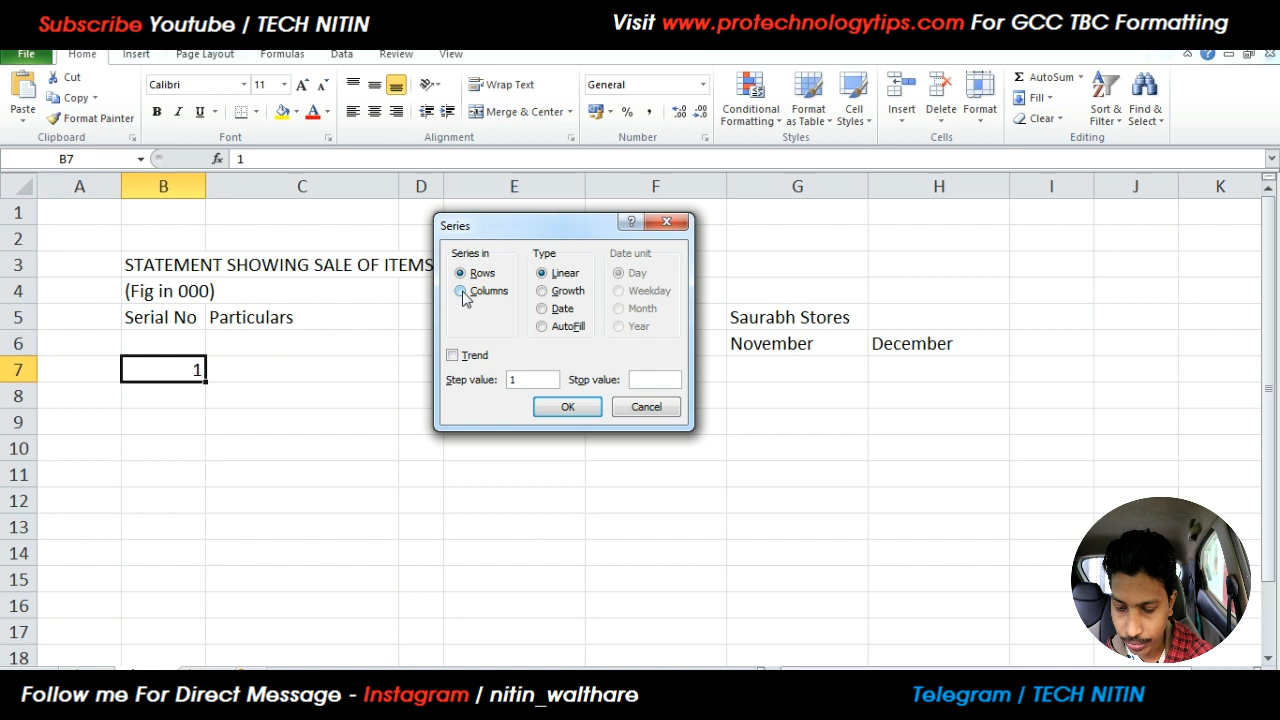 Subscribe Youtube / TECH NITIN
Visit www.protechnologytips.com For GCC TBC Formatting
File Home Insert Page Layout Formulas Data Review View
Paste
Cut
Copy
Format Painter
Clipboard
Calibri 11
B I U A A A
Font
Wrap Text
Merge & Center
Alignment
General
% ,
Number
Conditional Formatting
Format as Table
Cell Styles
Styles
Insert
Delete
Format
Cells
Σ AutoSum
Fill
Clear
Sort & Filter
Find & Select
Editing
B7 fx 1
A B C D E F G H I J K
1
2
3 STATEMENT SHOWING SALE OF ITEMS
4 (Fig in 000)
5 Serial No Particulars Saurabh Stores
6 November December
7 1
8
9
10
11
12
13
14
15
16
17
18
Series
Series in
Rows
Columns
Type
Linear
Growth
Date
AutoFill
Date unit
Day
Weekday
Month
Year
Trend
Step value: 1 Stop value:
OK Cancel
Follow me For Direct Message - Instagram / nitin_walthare
Telegram / TECH NITIN